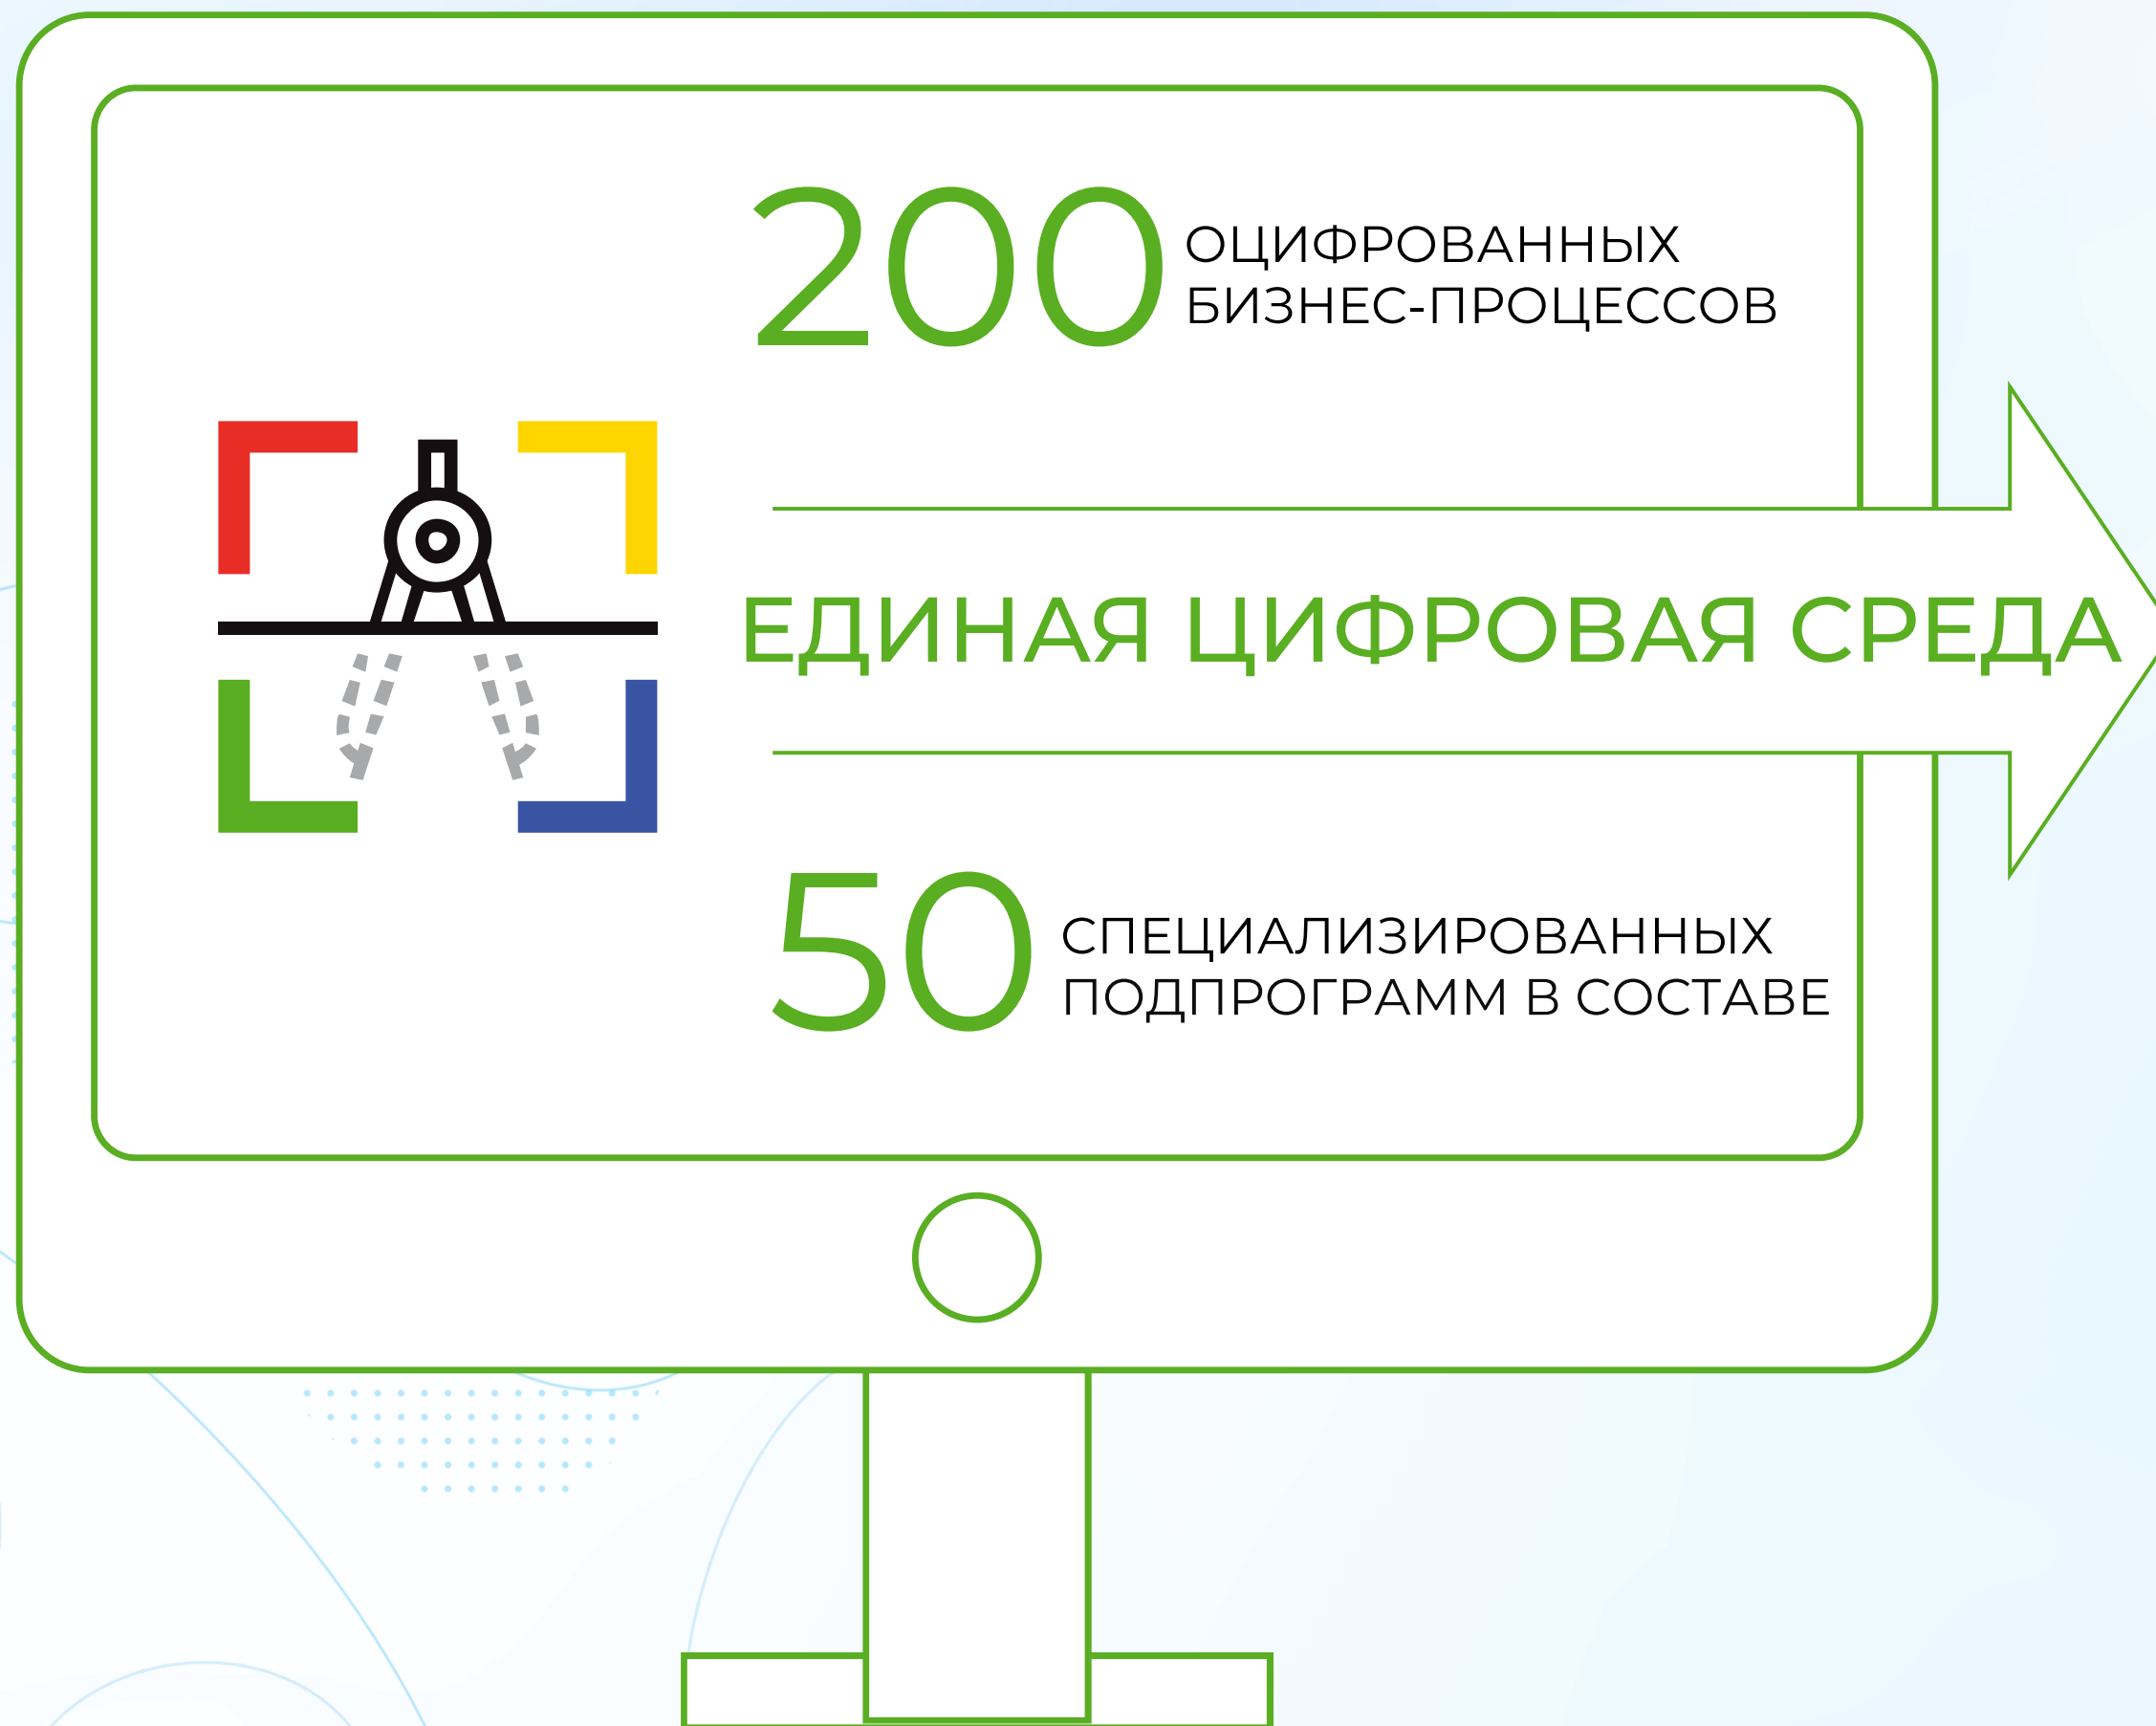 200 ОЦИФРОВАННЫХ
БИЗНЕС-ПРОЦЕССОВ
ЕДИНАЯ ЦИФРОВАЯ СРЕДА
50 СПЕЦИАЛИЗИРОВАННЫХ
ПОДПРОГРАММ В СОСТАВЕ